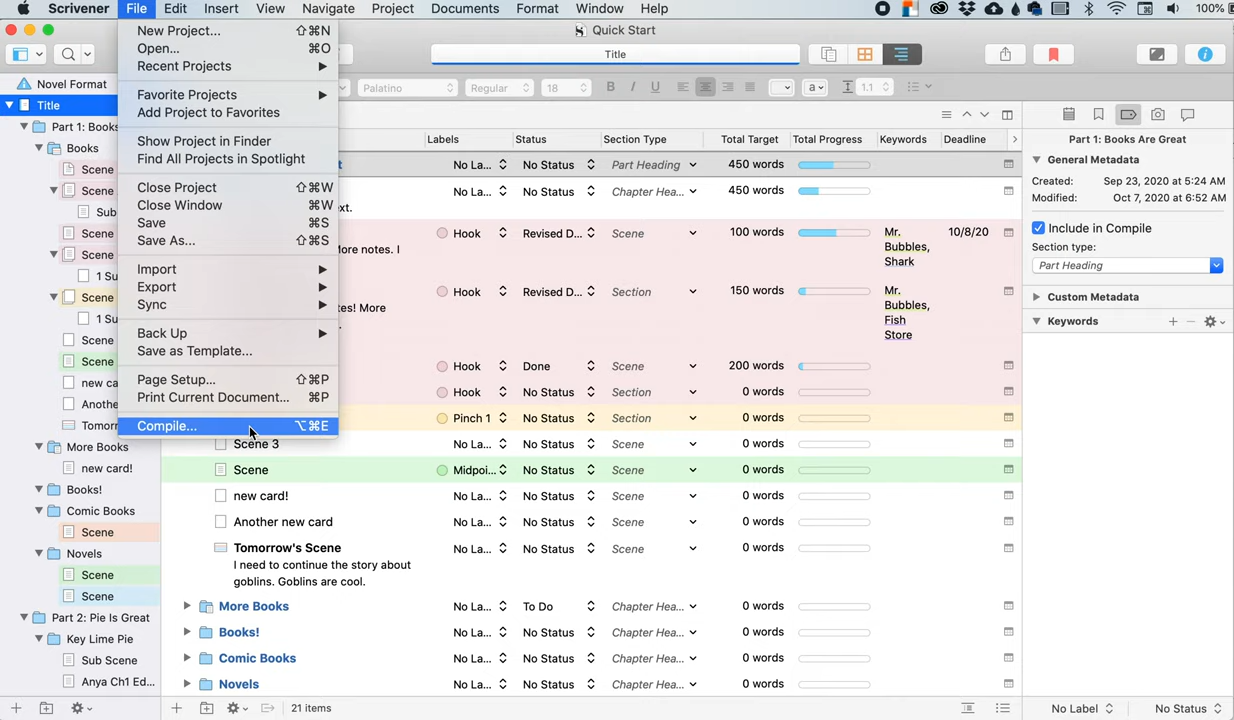 Scrivener File Edit Insert View Navigate Project Documents Format Window Help 100%
Quick Start
Title
Palatino Regular 18 B I U a 1.1
Novel Format
Title
Part 1: Books
Books
Scene
Scene
Sub
Scene
Scene
1 Su
Scene
1 Su
Scene
Scene
new ca
Anothe
Tomorr
More Books
new card!
Books!
Comic Books
Scene
Novels
Scene
Scene
Part 2: Pie Is Great
Key Lime Pie
Sub Scene
Anya Ch1 Ed...
New Project... ⇧⌘N
Open... ⌘O
Recent Projects
Favorite Projects
Add Project to Favorites
Show Project in Finder
Find All Projects in Spotlight
Close Project ⇧⌘W
Close Window ⌘W
Save ⌘S
Save As... ⇧⌘S
Import
Export
Sync
Back Up
Save as Template...
Page Setup... ⇧⌘P
Print Current Document... ⌘P
Compile... ⌥⌘E
Labels Status Section Type Total Target Total Progress Keywords Deadline
t No La... No Status Part Heading 450 words
No La... No Status Chapter Hea... 450 words
xt.
Hook Revised D... Scene 100 words Mr. Bubbles, Shark 10/8/20
More notes. I
Hook Revised D... Section 150 words Mr. Bubbles, Fish Store
tes! More
Hook Done Scene 200 words
Hook No Status Section 0 words
Pinch 1 No Status Section 0 words
Scene 3 No La... No Status Scene 0 words
Scene Midpoi... No Status Scene 0 words
new card! No La... No Status Scene 0 words
Another new card No La... No Status Scene 0 words
Tomorrow's Scene No La... No Status Scene 0 words
I need to continue the story about
goblins. Goblins are cool.
More Books No La... To Do Chapter Hea... 0 words
Books! No La... No Status Chapter Hea... 0 words
Comic Books No La... No Status Chapter Hea... 0 words
Novels No La... No Status Chapter Hea... 0 words
21 items
Part 1: Books Are Great
General Metadata
Created: Sep 23, 2020 at 5:24 AM
Modified: Oct 7, 2020 at 6:52 AM
Include in Compile
Section type:
Part Heading
Custom Metadata
Keywords
No Label No Status